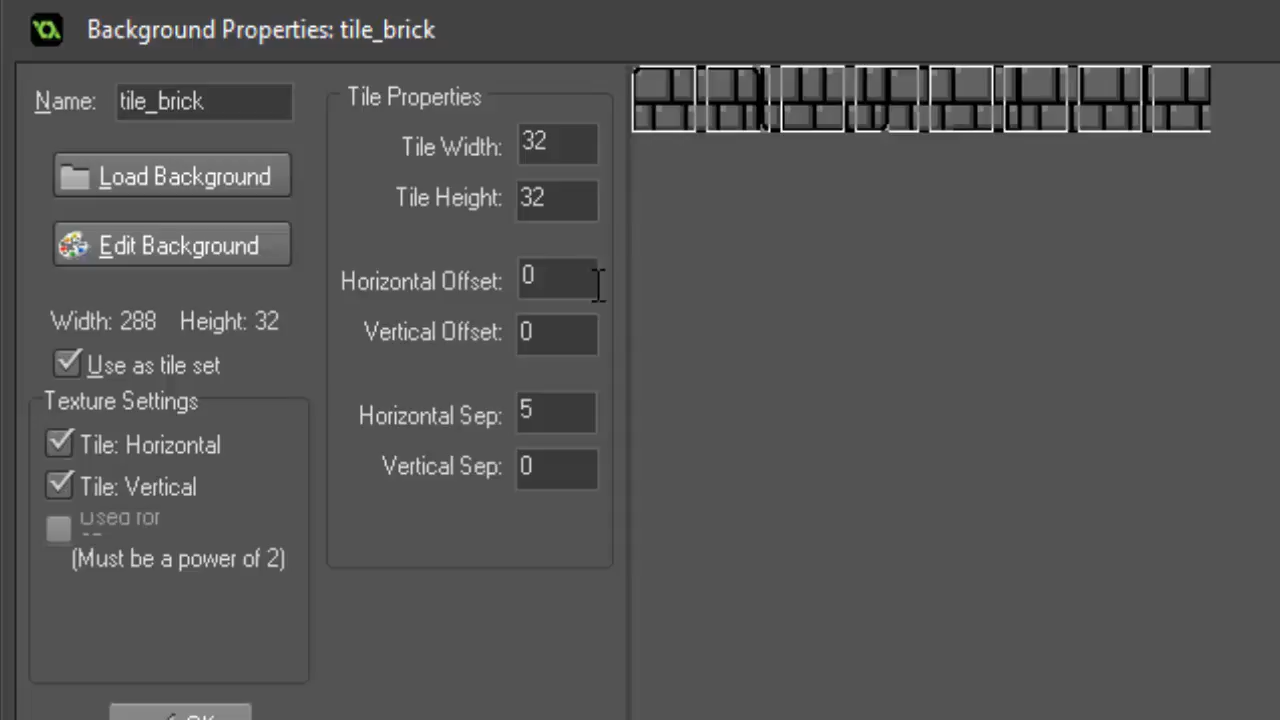 Background Properties: tile_brick
Name: tile_brick
Load Background
Edit Background
Width: 288 Height: 32
Use as tile set
Texture Settings
Tile: Horizontal
Tile: Vertical
Used for
(Must be a power of 2)
OK
Tile Properties
Tile Width: 32
Tile Height: 32
Horizontal Offset: 0
Vertical Offset: 0
Horizontal Sep: 5
Vertical Sep: 0